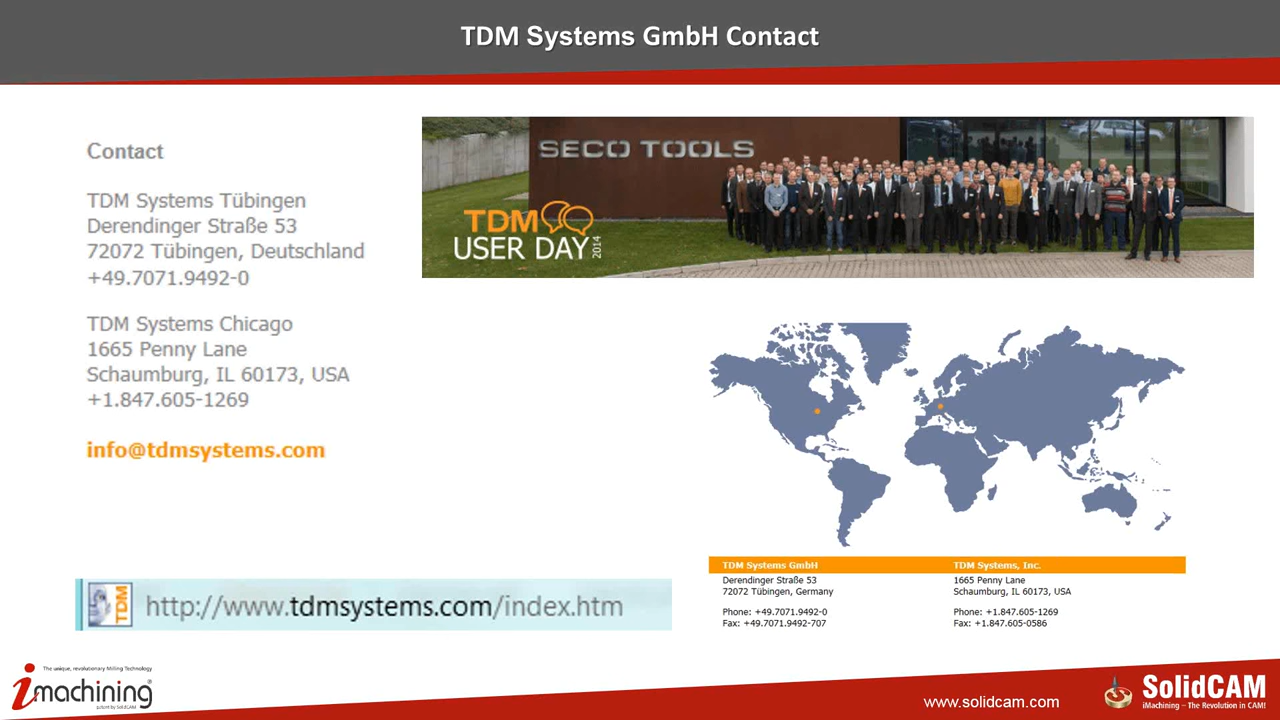 TDM Systems GmbH Contact
Contact
TDM Systems Tübingen
Derendinger Straße 53
72072 Tübingen, Deutschland
+49.7071.9492-0
TDM Systems Chicago
1665 Penny Lane
Schaumburg, IL 60173, USA
+1.847.605-1269
info@tdmsystems.com
SECO TOOLS
TDM
USER DAY 2014
TDM Systems GmbH
Derendinger Straße 53
72072 Tübingen, Germany
Phone: +49.7071.9492-0
Fax: +49.7071.9492-707
TDM Systems, Inc.
1665 Penny Lane
Schaumburg, IL 60173, USA
Phone: +1.847.605-1269
Fax: +1.847.605-0586
TDM
http://www.tdmsystems.com/index.htm
The unique, revolutionary Milling Technology
imachining®
patent by SolidCAM
www.solidcam.com
SolidCAM
iMachining – The Revolution in CAM!